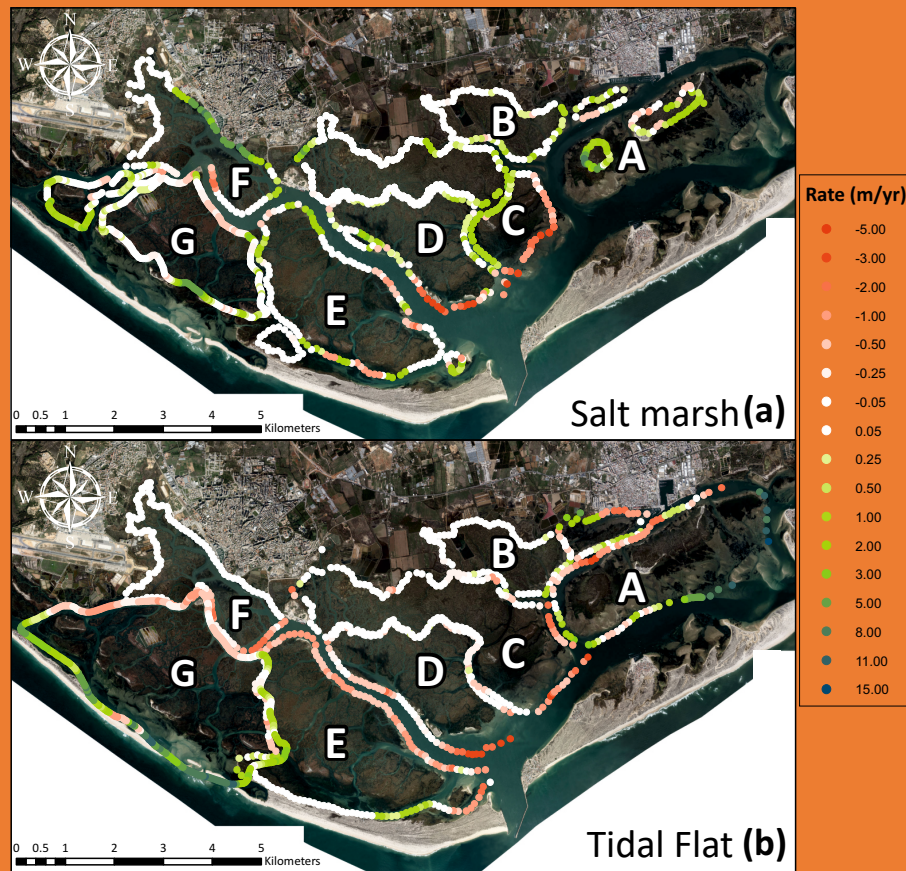 N
W E
S
B
A
F
C
D
G
E
0 0.5 1 2 3 4 5
Kilometers
Salt marsh (a)
N
W E
S
B
A
F
C
D
G
E
0 0.5 1 2 3 4 5
Kilometers
Tidal Flat (b)
Rate (m/yr)
-5.00
-3.00
-2.00
-1.00
-0.50
-0.25
-0.05
0.05
0.25
0.50
1.00
2.00
3.00
5.00
8.00
11.00
15.00